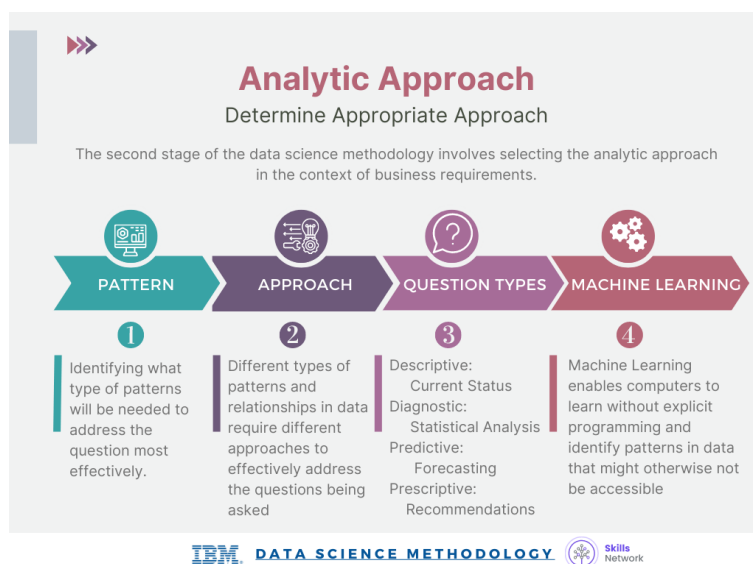 Analytic Approach
Determine Appropriate Approach
The second stage of the data science methodology involves selecting the analytic approach
in the context of business requirements.
PATTERN
APPROACH
QUESTION TYPES
MACHINE LEARNING
1
Identifying what
type of patterns
will be needed to
address the
question most
effectively.
2
Different types of
patterns and
relationships in data
require different
approaches to
effectively address
the questions being
asked
3
Descriptive:
Current Status
Diagnostic:
Statistical Analysis
Predictive:
Forecasting
Prescriptive:
Recommendations
4
Machine Learning
enables computers to
learn without explicit
programming and
identify patterns in data
that might otherwise not
be accessible
IBM. DATA SCIENCE METHODOLOGY
Skills
Network